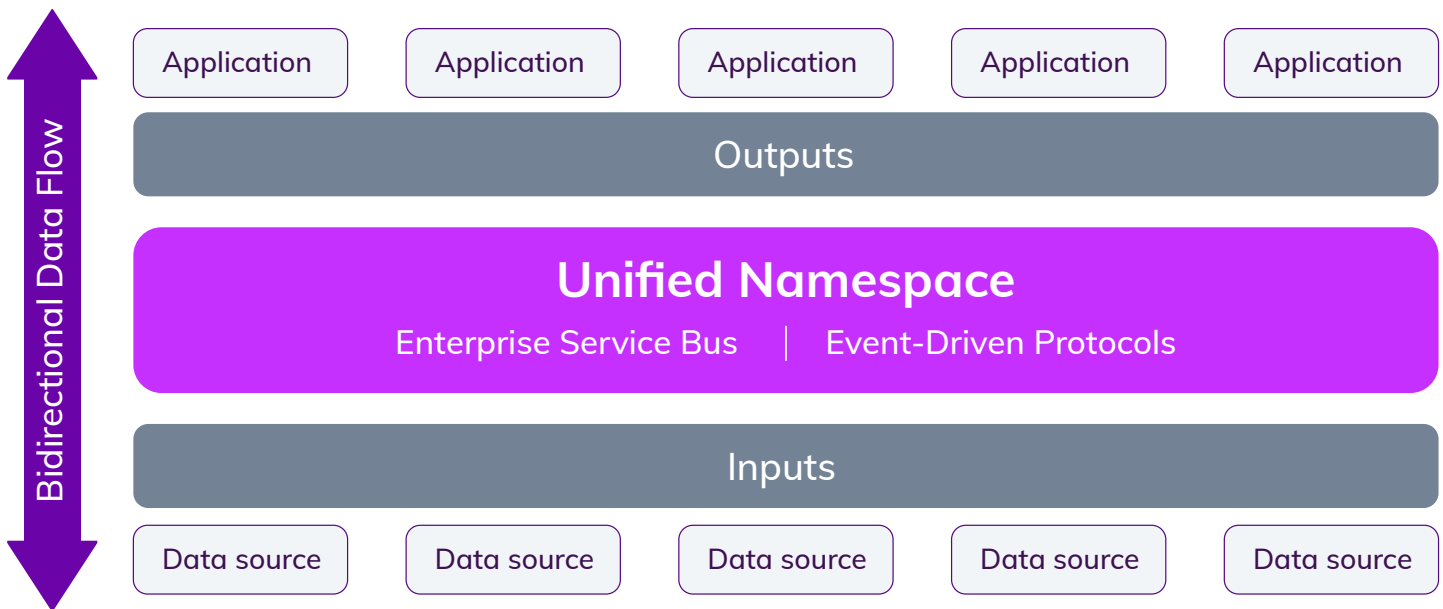 Bidirectional Data Flow
Application
Application
Application
Application
Application
Outputs
Unified Namespace
Enterprise Service Bus | Event-Driven Protocols
Inputs
Data source
Data source
Data source
Data source
Data source